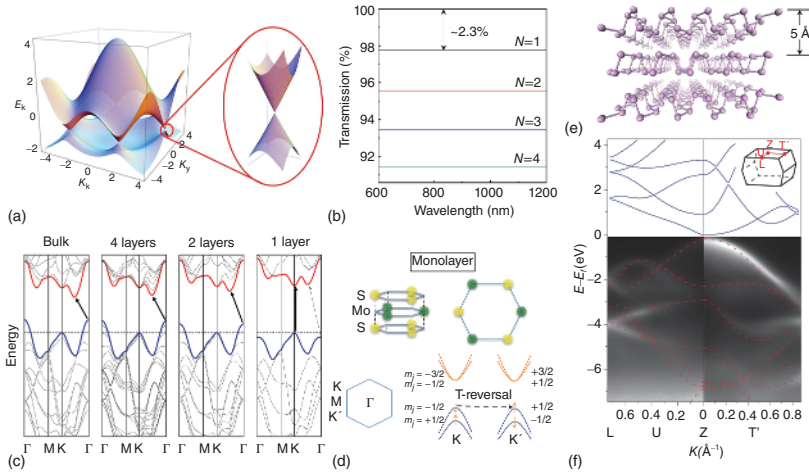 4
2
E_k
0
−2
−4
−2
0
K_k
2
4
−4
−2
0
2
4
K_y
(a)
Transmission (%)
100
98
96
94
92
~2.3%
N=1
N=2
N=3
N=4
600
800
1000
1200
Wavelength (nm)
(b)
5 Å
(e)
Bulk
4 layers
2 layers
1 layer
Energy
Γ M K Γ
Γ M K Γ
Γ M K Γ
Γ M K Γ
(c)
Monolayer
S
Mo
S
K
M
K´
Γ
m_j = −3/2
m_j = −1/2
+3/2
+1/2
T-reversal
m_j = −1/2
m_j = +1/2
+1/2
−1/2
K
K´
(d)
4
2
0
−2
−4
−6
E–E_f (eV)
Z
T´
U
L
0.6 0.4 0.2 0 0.2 0.4 0.6 0.8
L U Z T’
K(Å⁻¹)
(f)